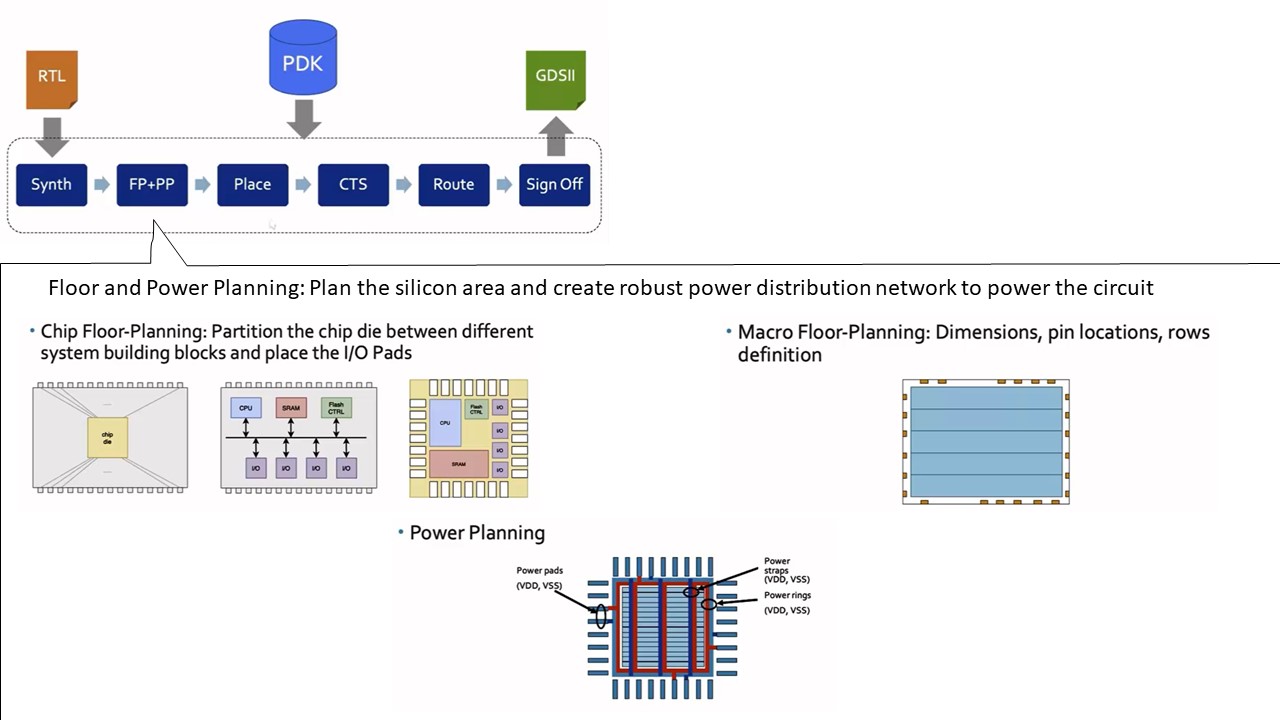 RTL
PDK
GDSII
Synth
FP+PP
Place
CTS
Route
Sign Off
Floor and Power Planning: Plan the silicon area and create robust power distribution network to power the circuit
• Chip Floor-Planning: Partition the chip die between different
system building blocks and place the I/O Pads
• Macro Floor-Planning: Dimensions, pin locations, rows
definition
chip
die
CPU
SRAM
Flash
CTRL
I/O
I/O
I/O
I/O
CPU
Flash
CTRL
I/O
I/O
I/O
I/O
SRAM
• Power Planning
Power pads
(VDD, VSS)
Power
straps
(VDD, VSS)
Power rings
(VDD, VSS)